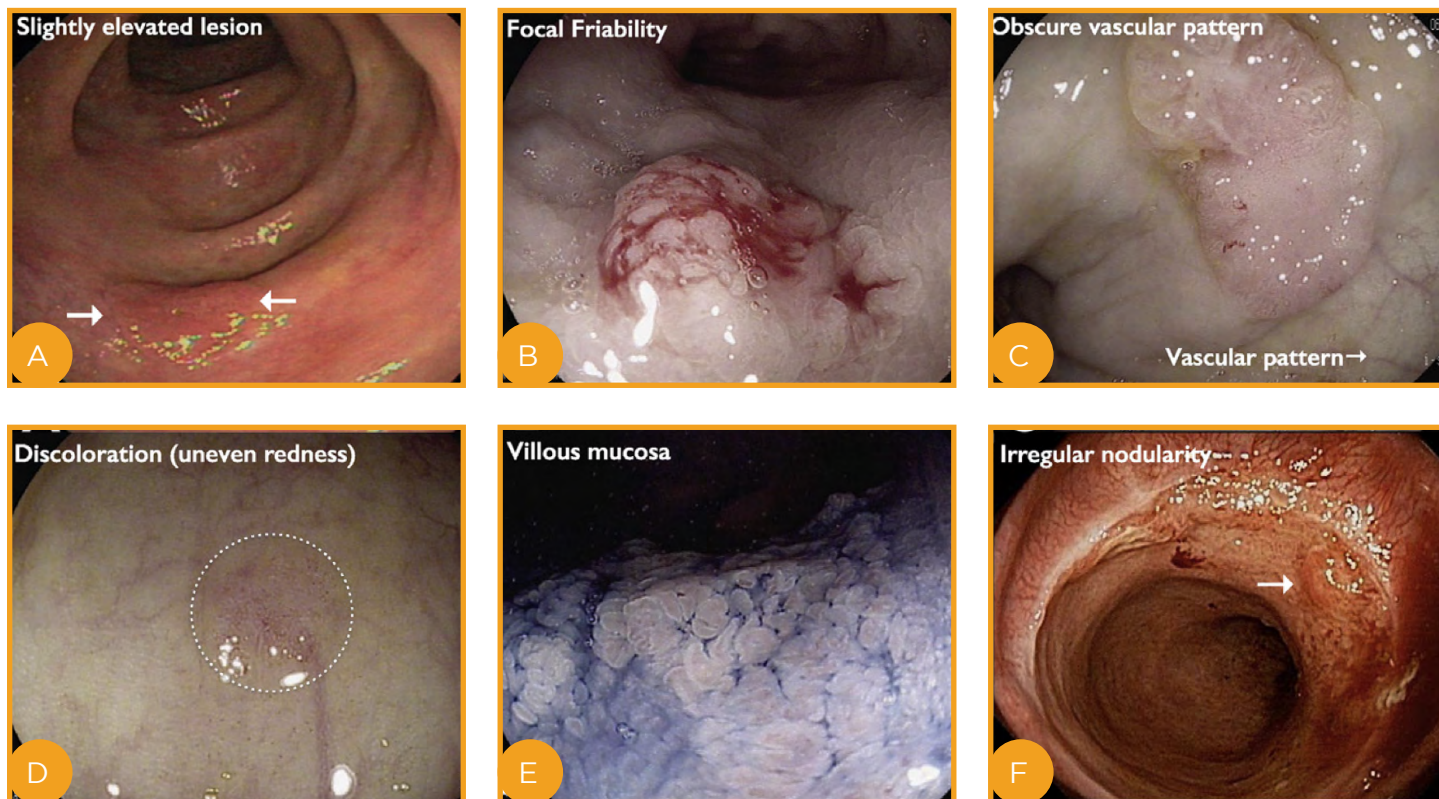 Slightly elevated lesion
A
Focal Friability
B
Obscure vascular pattern
Vascular pattern→
C
Discoloration (uneven redness)
D
Villous mucosa
E
Irregular nodularity
F